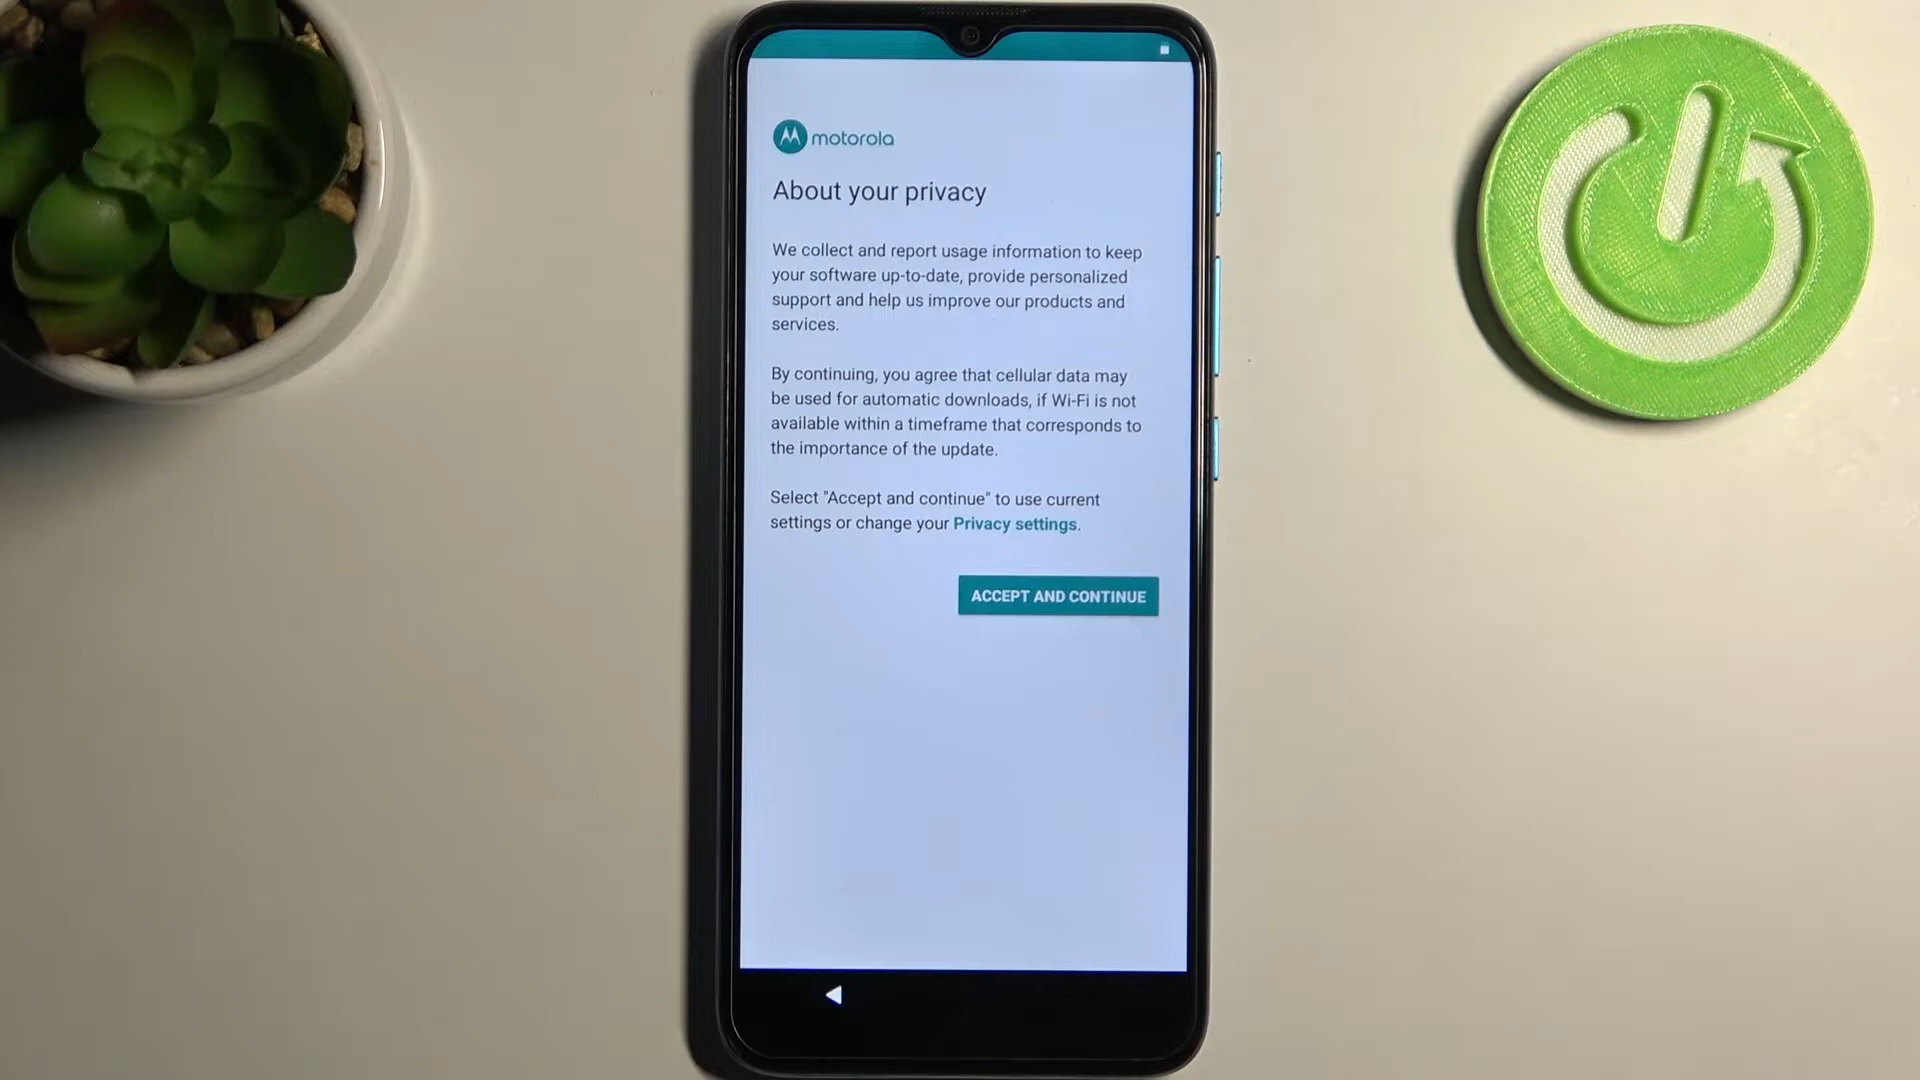 motorola
About your privacy
We collect and report usage information to keep
your software up-to-date, provide personalized
support and help us improve our products and
services.
By continuing, you agree that cellular data may
be used for automatic downloads, if Wi-Fi is not
available within a timeframe that corresponds to
the importance of the update.
Select "Accept and continue" to use current
settings or change your Privacy settings.
ACCEPT AND CONTINUE